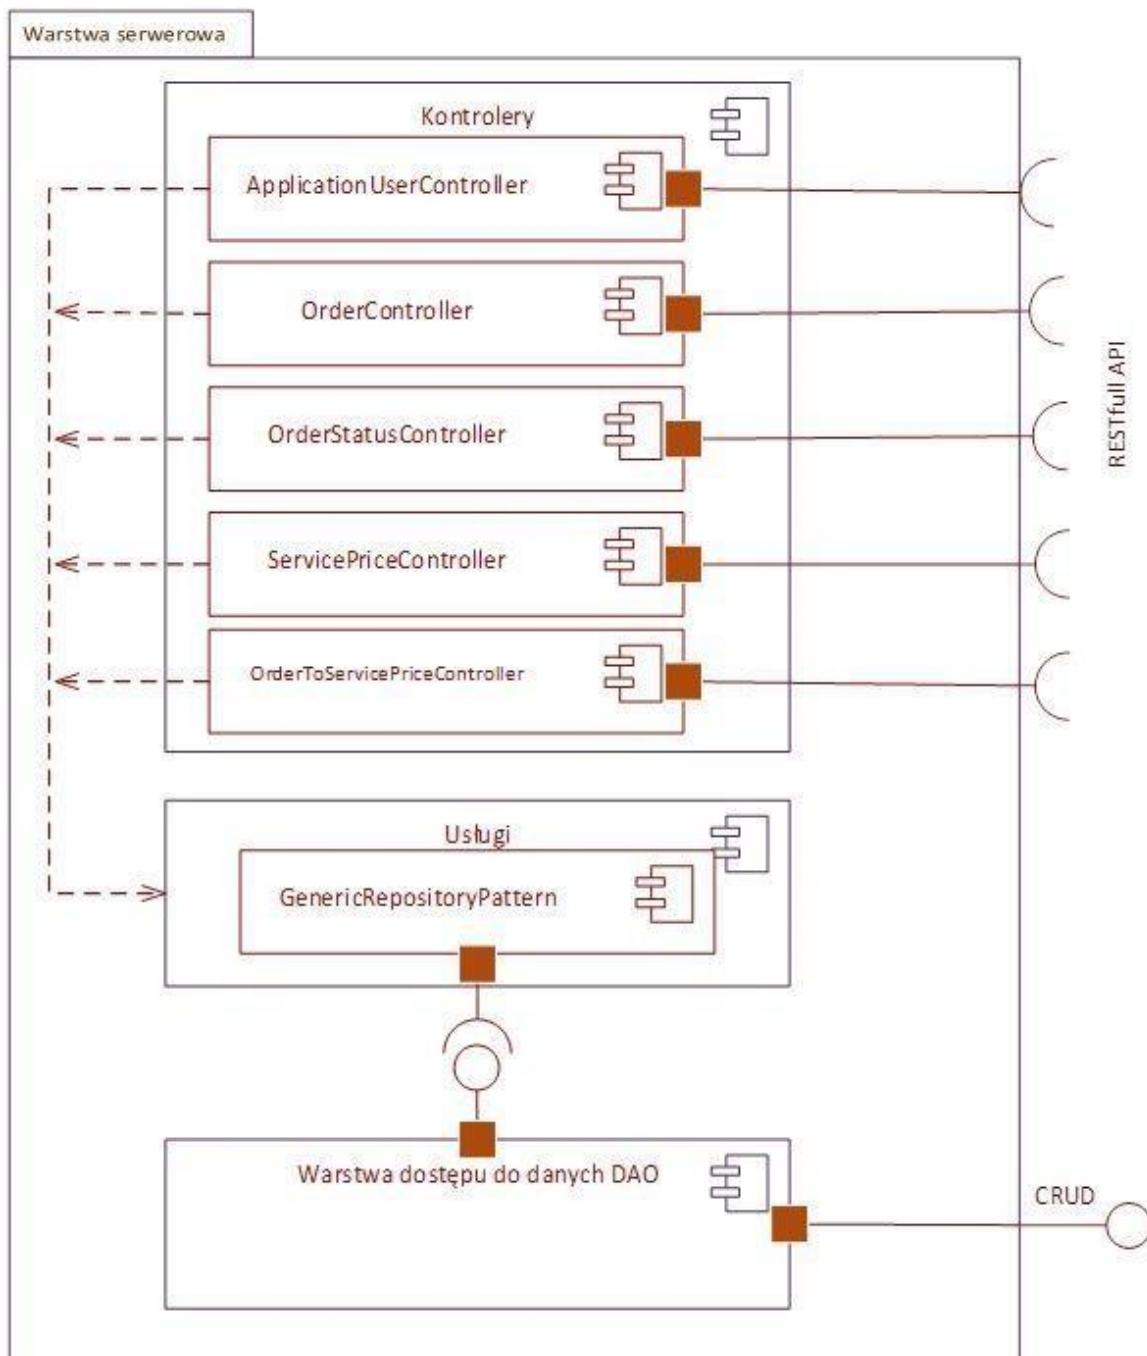 Warstwa serwerowa
Kontrolery
ApplicationUserController
OrderController
OrderStatusController
ServicePriceController
OrderToServicePriceController
RESTfull API
Usługi
GenericRepositoryPattern
Warstwa dostępu do danych DAO
CRUD